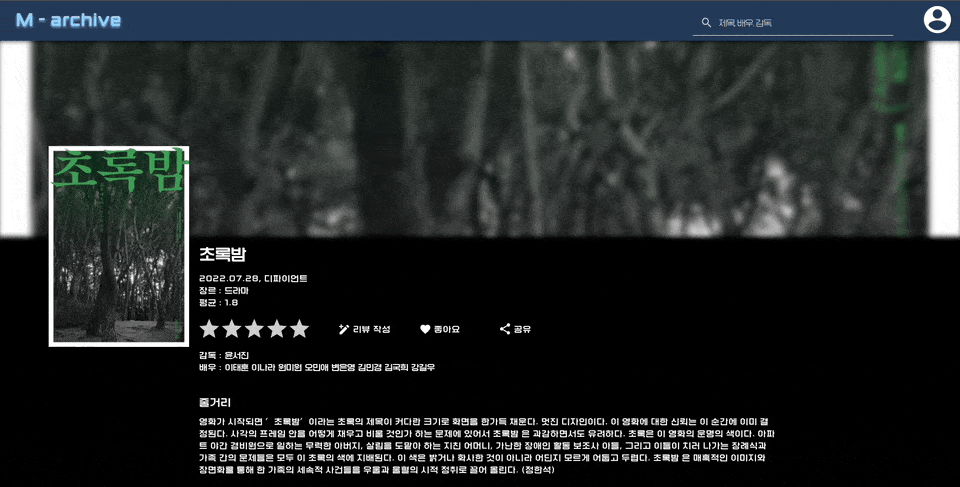 M - archive
제목, 배우, 감독
초록밤
초록밤
2022.07.28, 디파이언트
장르 : 드라마
평균 : 1.8
리뷰 작성
좋아요
공유
감독 : 윤서진
배우 : 이태훈 이나라 원미원 오민애 변은영 김민경 김국희 강길우
줄거리
영화가 시작되면 ‘초록밤’ 이라는 초록의 제목이 커다란 크기로 화면을 한가득 채운다. 멋진 디자인이다. 이 영화에 대한 신뢰는 이 순간에 이미 결
정된다. 사각의 프레임 안을 어떻게 채우고 비울 것인가 하는 문제에 있어서 초록밤 은 과감하면서도 유려하다. 초록은 이 영화의 운명의 색이다. 아파
트 야간 경비원으로 일하는 무력한 아버지, 살림을 도맡아 하는 지친 어머니, 가난한 장애인 활동 보조사 아들, 그리고 이들이 치러 나가는 장례식과
가족 간의 문제들은 모두 이 초록의 색에 지배된다. 이 색은 밝거나 화사한 것이 아니라 어딘지 모르게 어둡고 두렵다. 초록밤 은 매혹적인 이미지와
장면화를 통해 한 가족의 세속적 사건들을 우울과 울혈의 시적 정취로 끌어 올린다. (정한석)